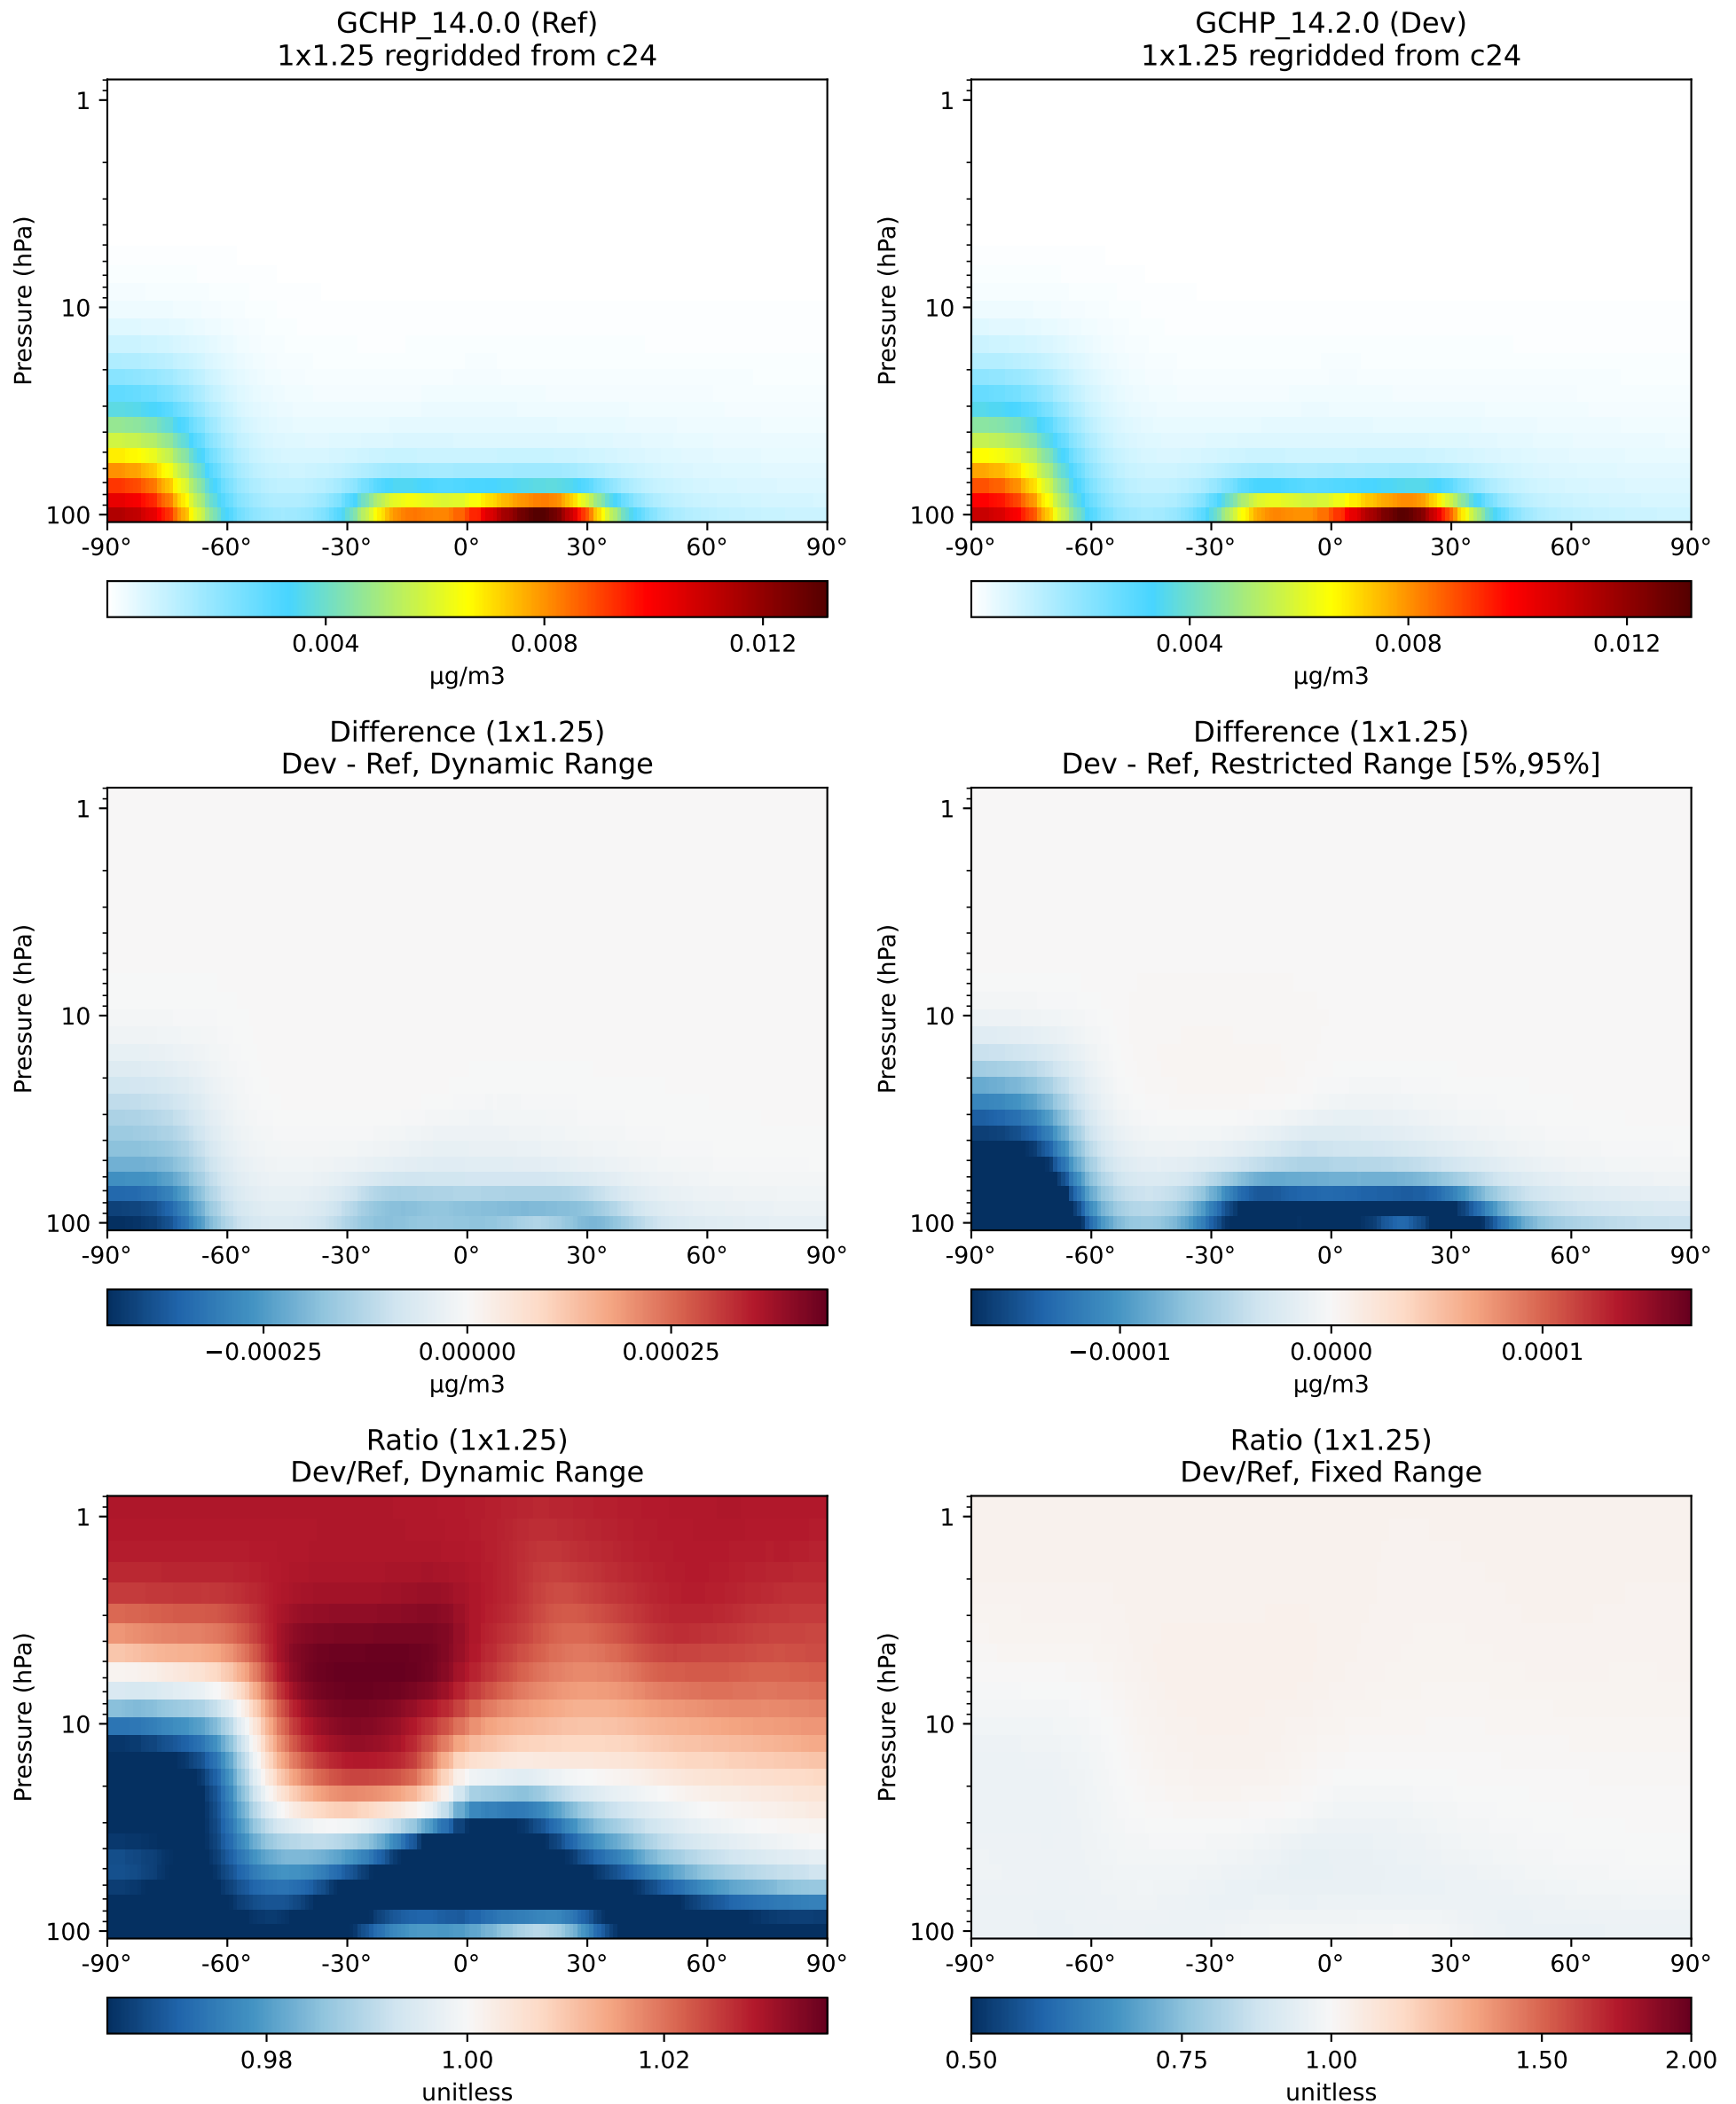 GCHP_14.0.0 (Ref)
1x1.25 regridded from c24
Pressure (hPa)
1
10
100
-90° -60° -30° 0° 30° 60° 90°
0.004 0.008 0.012
µg/m3
GCHP_14.2.0 (Dev)
1x1.25 regridded from c24
Pressure (hPa)
1
10
100
-90° -60° -30° 0° 30° 60° 90°
0.004 0.008 0.012
µg/m3
Difference (1x1.25)
Dev - Ref, Dynamic Range
Pressure (hPa)
1
10
100
-90° -60° -30° 0° 30° 60° 90°
−0.00025 0.00000 0.00025
µg/m3
Difference (1x1.25)
Dev - Ref, Restricted Range [5%,95%]
Pressure (hPa)
1
10
100
-90° -60° -30° 0° 30° 60° 90°
−0.0001 0.0000 0.0001
µg/m3
Ratio (1x1.25)
Dev/Ref, Dynamic Range
Pressure (hPa)
1
10
100
-90° -60° -30° 0° 30° 60° 90°
0.98 1.00 1.02
unitless
Ratio (1x1.25)
Dev/Ref, Fixed Range
Pressure (hPa)
1
10
100
-90° -60° -30° 0° 30° 60° 90°
0.50 0.75 1.00 1.50 2.00
unitless